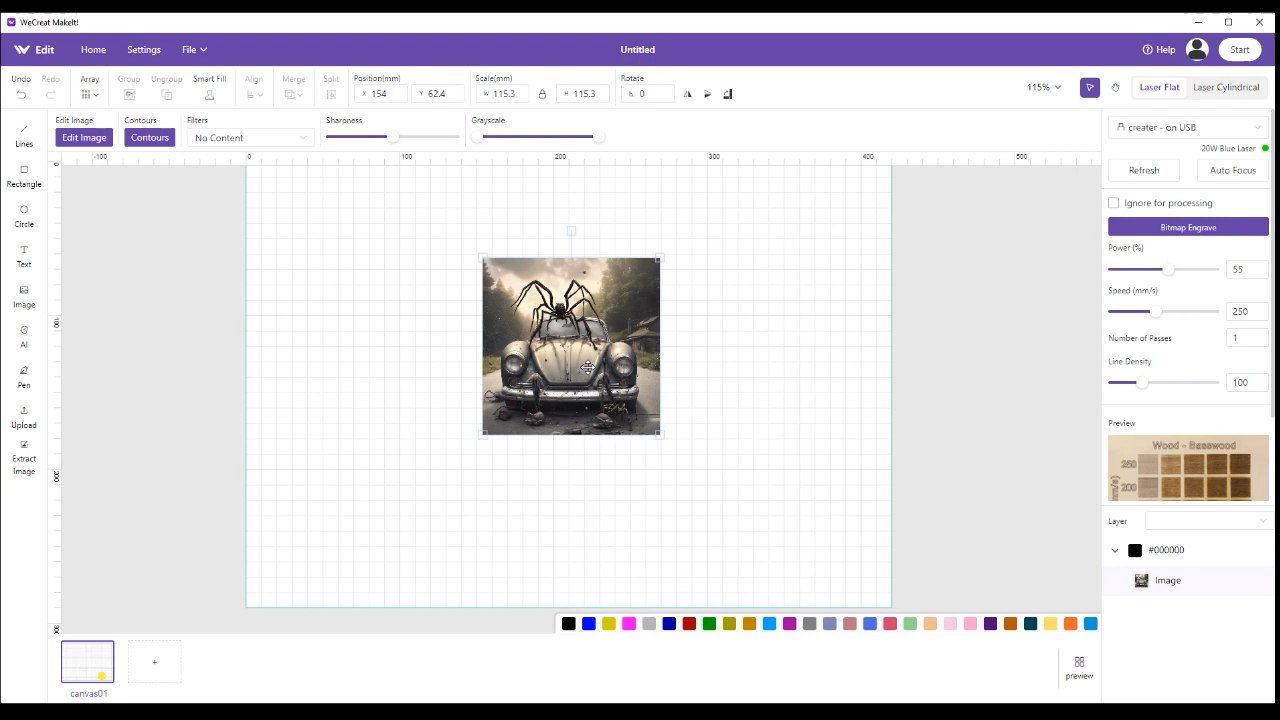 WeCreat MakeIt!
Edit Home Settings File Untitled Help Start
Undo Redo Array Group Ungroup Smart Fill Align Merge Split Position(mm) Scale(mm) Rotate
X 154 Y 62.4 W 115.3 H 115.3 0 115% Laser Flat Laser Cylindrical
Edit Image Contours Filters Sharpness Grayscale
Edit Image Contours No Content
-100 0 100 200 300 400 500
0
100
200
300
Lines
Rectangle
Circle
Text
Image
AI
Pen
Upload
Extract
Image
creater - on USB
20W Blue Laser
Refresh Auto Focus
Ignore for processing
Bitmap Engrave
Power (%)
55
Speed (mm/s)
250
Number of Passes 1
Line Density
100
Preview
Wood - Basswood
250
200
m/s)
Layer
#000000
Image
+
canvas01
preview